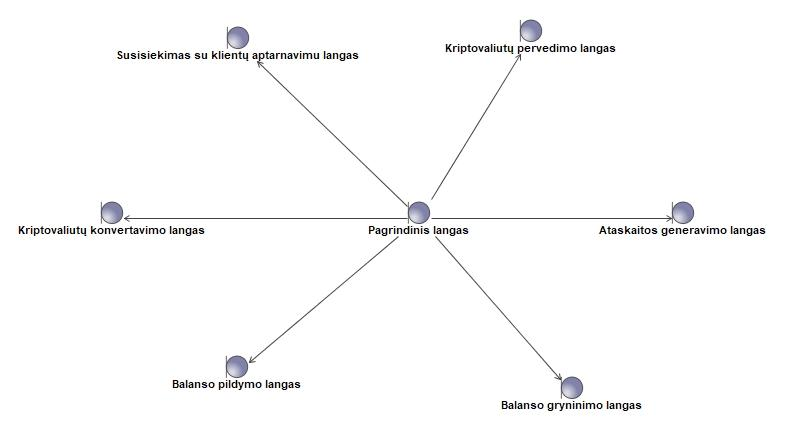 Susisiekimas su klientų aptarnavimu langas
Kriptovaliutų pervedimo langas
Kriptovaliutų konvertavimo langas
Pagrindinis langas
Ataskaitos generavimo langas
Balanso pildymo langas
Balanso gryninimo langas